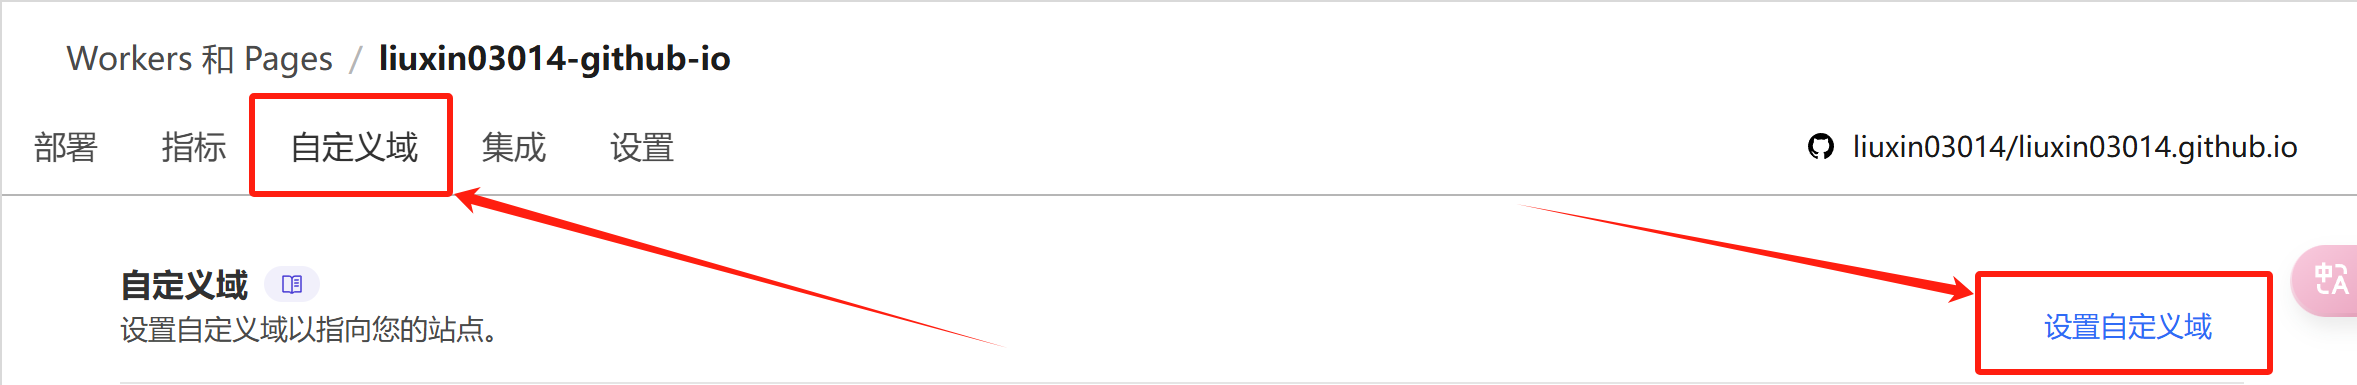 Workers 和 Pages / liuxin03014-github-io
部署 指标 自定义域 集成 设置 liuxin03014/liuxin03014.github.io
自定义域
设置自定义域以指向您的站点。
设置自定义域
中A